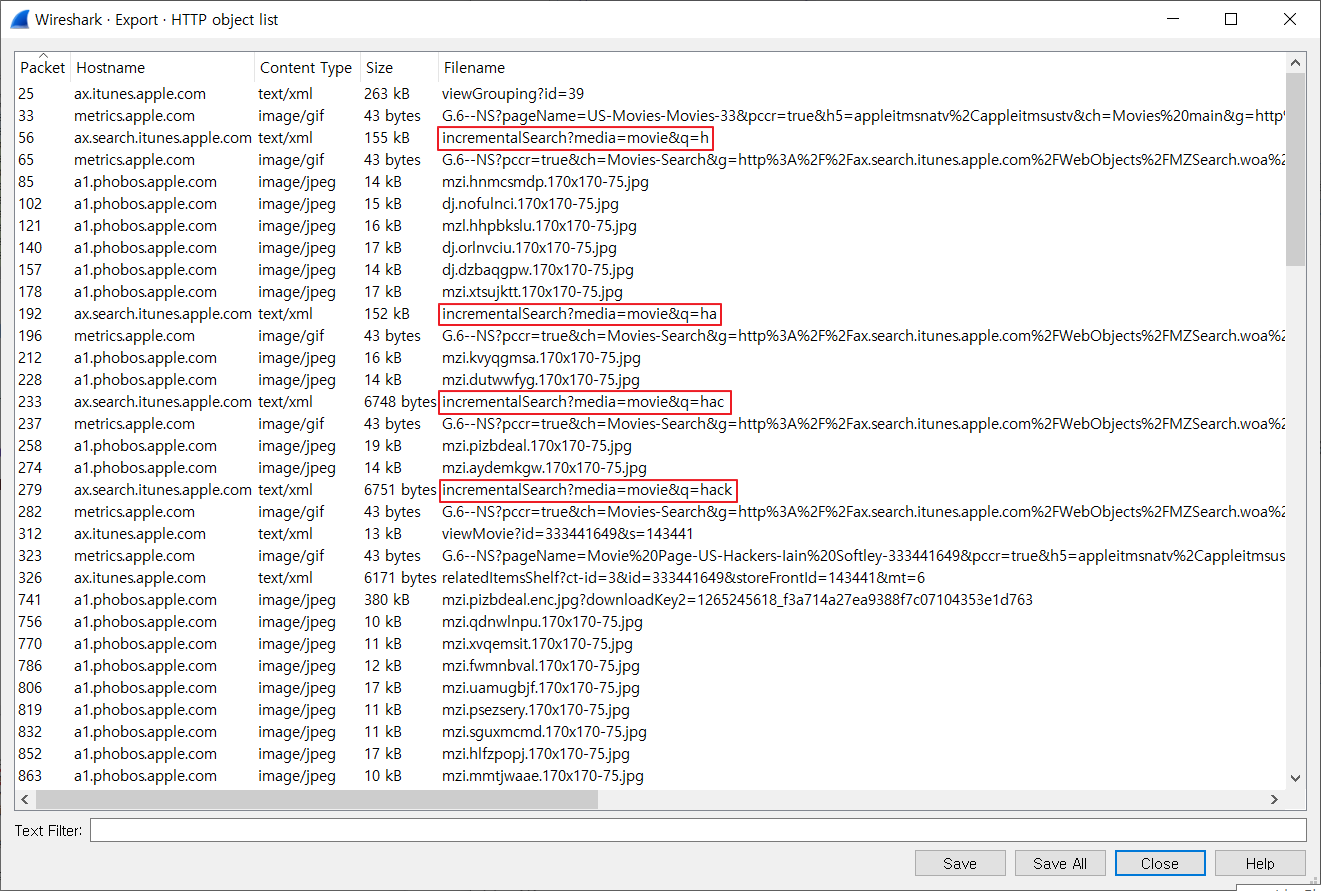 Wireshark · Export · HTTP object list
Packet Hostname Content Type Size Filename
25 ax.itunes.apple.com text/xml 263 kB viewGrouping?id=39
33 metrics.apple.com image/gif 43 bytes G.6--NS?pageName=US-Movies-Movies-33&pccr=true&h5=appleitmsnatv%2Cappleitmsustv&ch=Movies%20main&g=http%
56 ax.search.itunes.apple.com text/xml 155 kB incrementalSearch?media=movie&q=h
65 metrics.apple.com image/gif 43 bytes G.6--NS?pccr=true&ch=Movies-Search&g=http%3A%2F%2Fax.search.itunes.apple.com%2FWebObjects%2FMZSearch.woa%2
85 a1.phobos.apple.com image/jpeg 14 kB mzi.hnmcsmdp.170x170-75.jpg
102 a1.phobos.apple.com image/jpeg 15 kB dj.nofulnci.170x170-75.jpg
121 a1.phobos.apple.com image/jpeg 16 kB mzl.hhpbkslu.170x170-75.jpg
140 a1.phobos.apple.com image/jpeg 17 kB dj.orlnvciu.170x170-75.jpg
157 a1.phobos.apple.com image/jpeg 14 kB dj.dzbaqgpw.170x170-75.jpg
178 a1.phobos.apple.com image/jpeg 17 kB mzi.xtsujktt.170x170-75.jpg
192 ax.search.itunes.apple.com text/xml 152 kB incrementalSearch?media=movie&q=ha
196 metrics.apple.com image/gif 43 bytes G.6--NS?pccr=true&ch=Movies-Search&g=http%3A%2F%2Fax.search.itunes.apple.com%2FWebObjects%2FMZSearch.woa%2
212 a1.phobos.apple.com image/jpeg 16 kB mzi.kvyqgmsa.170x170-75.jpg
228 a1.phobos.apple.com image/jpeg 14 kB mzi.dutwwfyg.170x170-75.jpg
233 ax.search.itunes.apple.com text/xml 6748 bytes incrementalSearch?media=movie&q=hac
237 metrics.apple.com image/gif 43 bytes G.6--NS?pccr=true&ch=Movies-Search&g=http%3A%2F%2Fax.search.itunes.apple.com%2FWebObjects%2FMZSearch.woa%2
258 a1.phobos.apple.com image/jpeg 19 kB mzi.pizbdeal.170x170-75.jpg
274 a1.phobos.apple.com image/jpeg 14 kB mzi.aydemkgw.170x170-75.jpg
279 ax.search.itunes.apple.com text/xml 6751 bytes incrementalSearch?media=movie&q=hack
282 metrics.apple.com image/gif 43 bytes G.6--NS?pccr=true&ch=Movies-Search&g=http%3A%2F%2Fax.search.itunes.apple.com%2FWebObjects%2FMZSearch.woa%2
312 ax.itunes.apple.com text/xml 13 kB viewMovie?id=333441649&s=143441
323 metrics.apple.com image/gif 43 bytes G.6--NS?pageName=Movie%20Page-US-Hackers-Iain%20Softley-333441649&pccr=true&h5=appleitmsnatv%2Cappleitmsus
326 ax.itunes.apple.com text/xml 6171 bytes relatedItemsShelf?ct-id=3&id=333441649&storeFrontId=143441&mt=6
741 a1.phobos.apple.com image/jpeg 380 kB mzi.pizbdeal.enc.jpg?downloadKey2=1265245618_f3a714a27ea9388f7c07104353e1d763
756 a1.phobos.apple.com image/jpeg 10 kB mzi.qdnwlnpu.170x170-75.jpg
770 a1.phobos.apple.com image/jpeg 11 kB mzi.xvqemsit.170x170-75.jpg
786 a1.phobos.apple.com image/jpeg 12 kB mzi.fwmnbval.170x170-75.jpg
806 a1.phobos.apple.com image/jpeg 17 kB mzi.uamugbjf.170x170-75.jpg
819 a1.phobos.apple.com image/jpeg 11 kB mzi.psezsery.170x170-75.jpg
832 a1.phobos.apple.com image/jpeg 11 kB mzi.sguxmcmd.170x170-75.jpg
852 a1.phobos.apple.com image/jpeg 17 kB mzi.hlfzpopj.170x170-75.jpg
863 a1.phobos.apple.com image/jpeg 10 kB mzi.mmtjwaae.170x170-75.jpg
Text Filter:
Save Save All Close Help